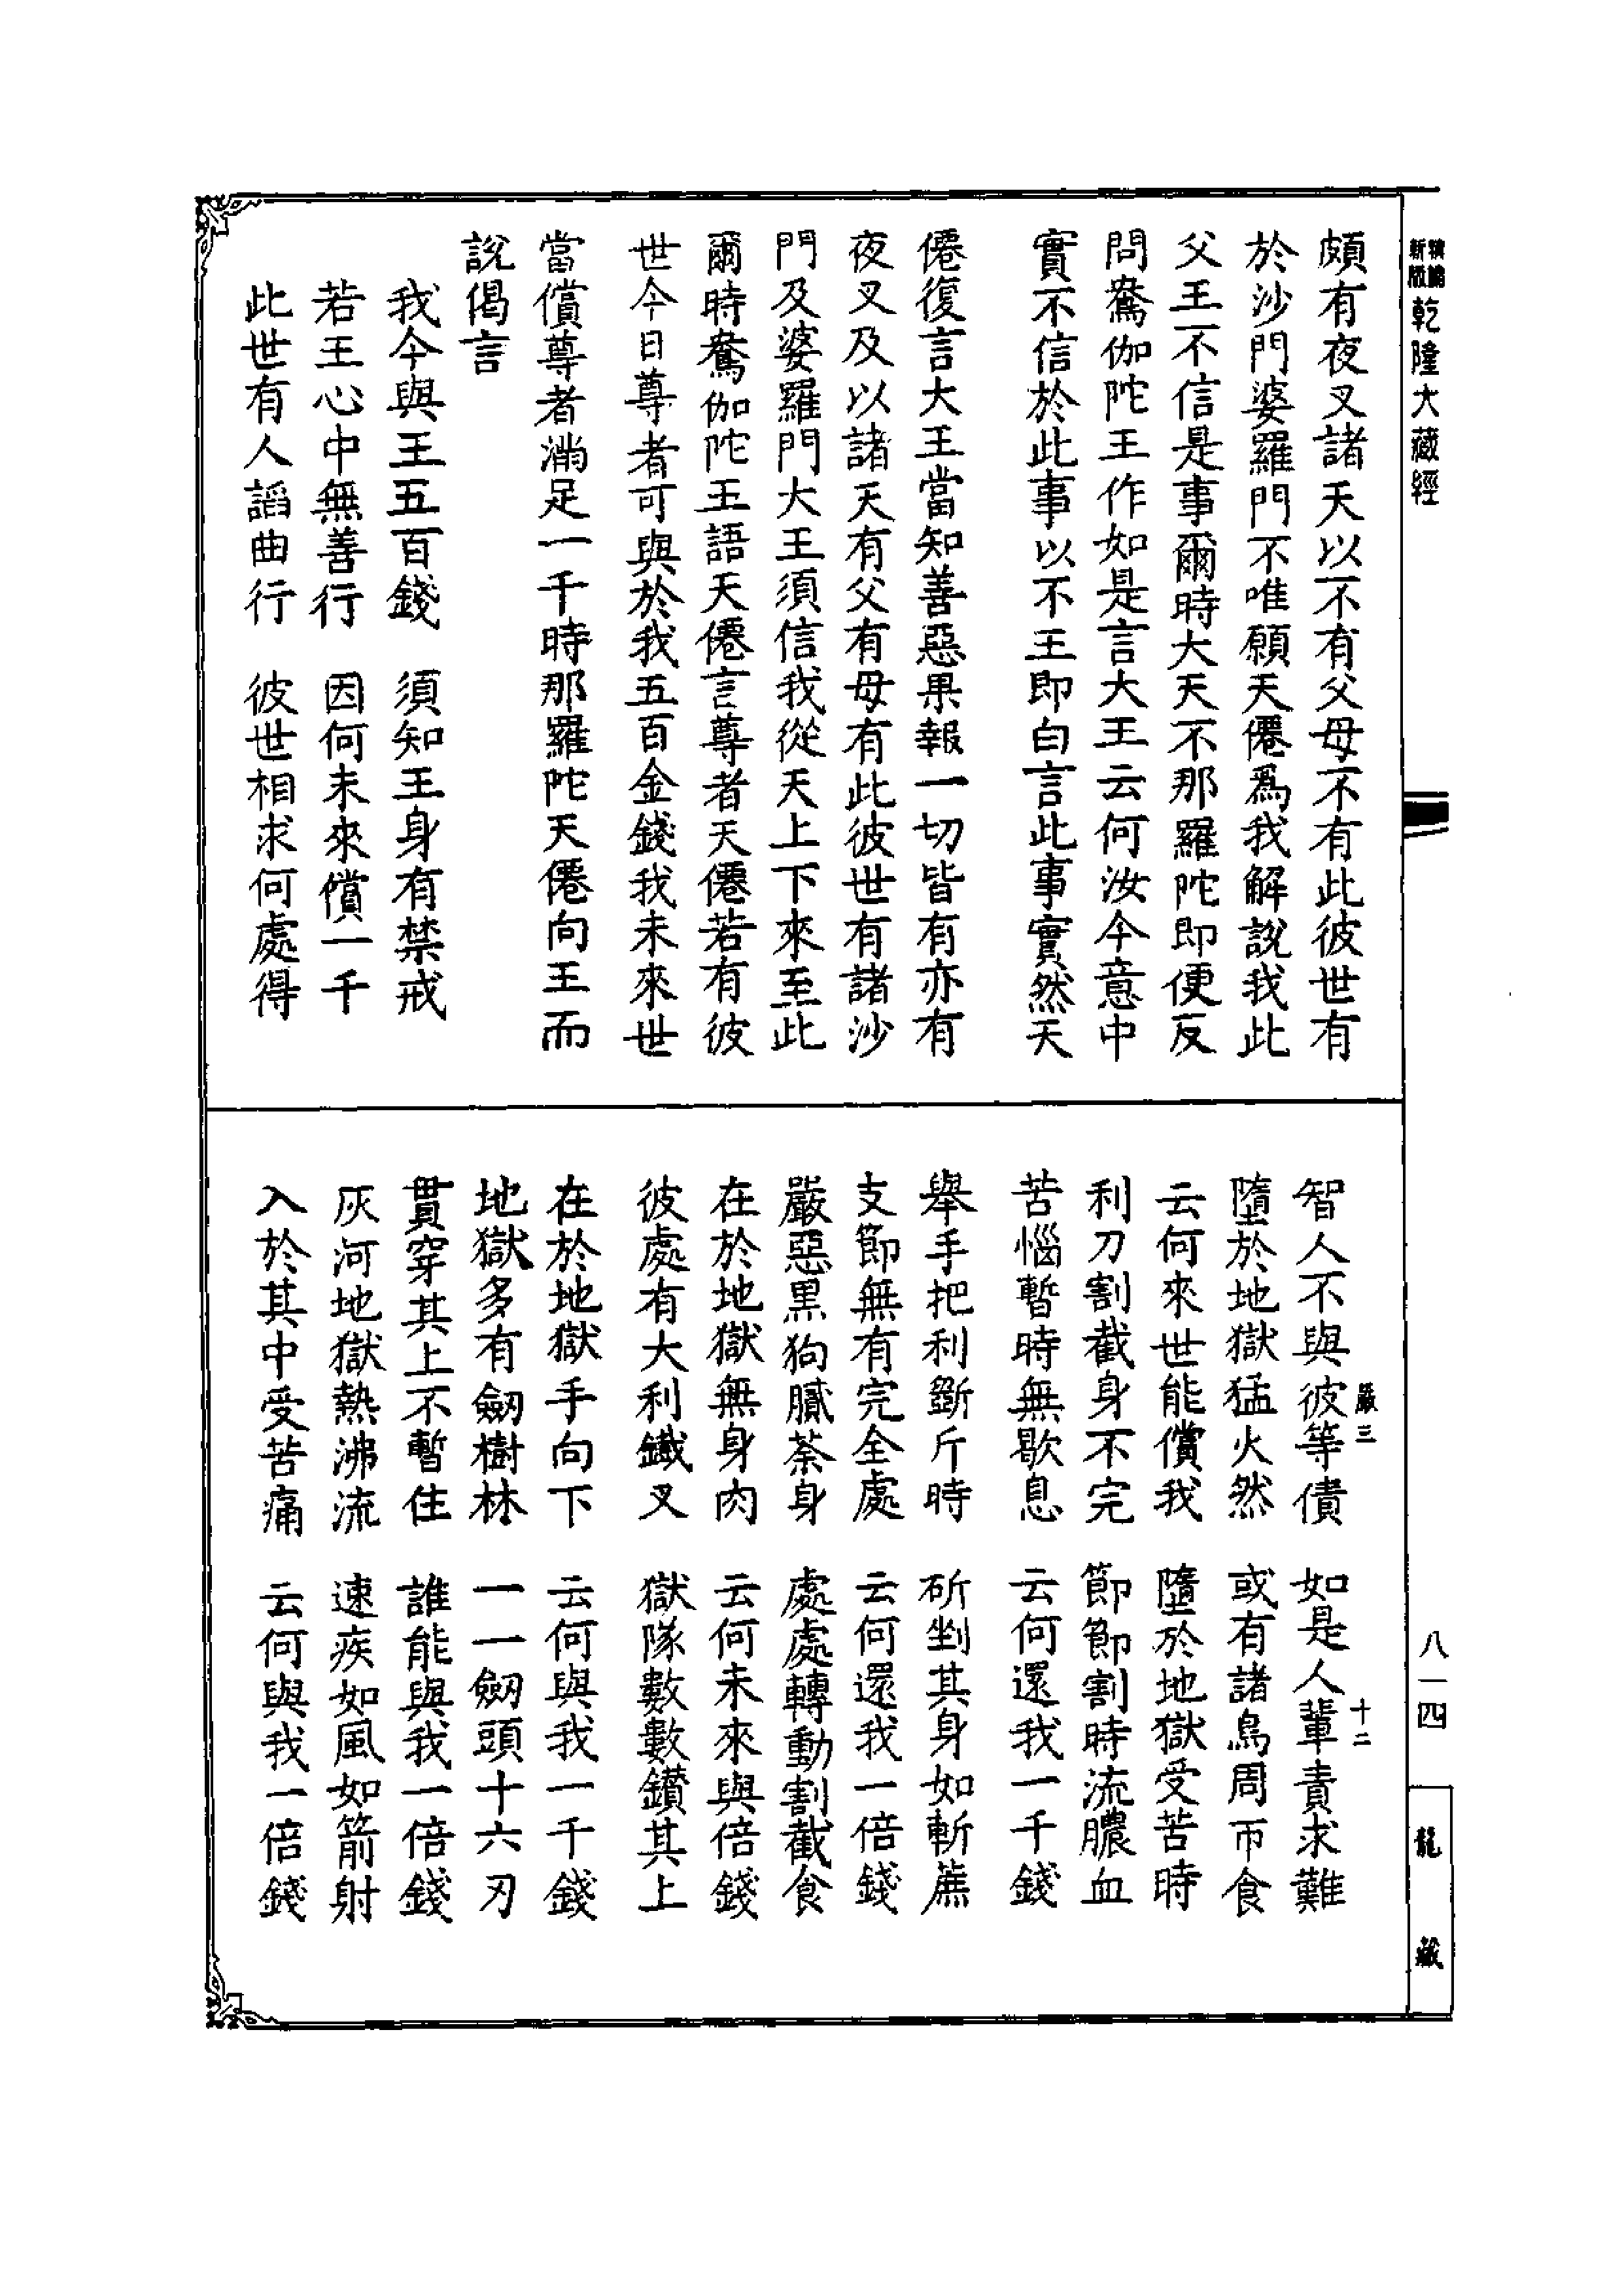 新版
乾隆大藏經
頗有夜叉諸天以不有父母不有此彼世有
於沙門婆羅門不唯願天僊爲我解說我此
父王不信是事爾時大天不那羅陀即便反
問鴦伽陀王作如是言大王云何汝今意中
實不信於此事以不王即白言此事實然天
僊復言大王當知善惡果報一切皆有亦有
夜叉及以諸天有父有母有此彼世有諸沙
門及婆羅門大王須信我從天上下來至此
爾時鴦伽陀王語天僊言尊者天僊若有彼
世今日尊者可與於我五百金錢我未來世
當償尊者滿足一千時那羅陀天僊向王而
說偈言
我今與王五百錢　須知王身有禁戒
若王心中無善行　因何未來償一千
此世有人諂曲行　彼世相求何處得
嚴三　十二
智人不與彼等債　如是人輩責求難
墮於地獄猛火然　或有諸鳥周帀食
云何來世能償我　墮於地獄受苦時
利刀割截身不完　節節割時流膿血
苦惱暫時無歇息　云何還我一千錢
舉手把利斲斤時　斫剉其身如斬蔗
支節無有完全處　云何還我一倍錢
嚴惡黑狗膩荼身　處處轉動割截食
在於地獄無身肉　云何未來與倍錢
彼處有大利鐵叉　獄隊數數鑽其上
在於地獄手向下　云何與我一千錢
地獄多有劒樹林　一一劒頭十六刃
貫穿其上不暫住　誰能與我一倍錢
灰河地獄熱沸流　速疾如風如箭射
入於其中受苦痛　云何與我一倍錢
八一四
龍藏